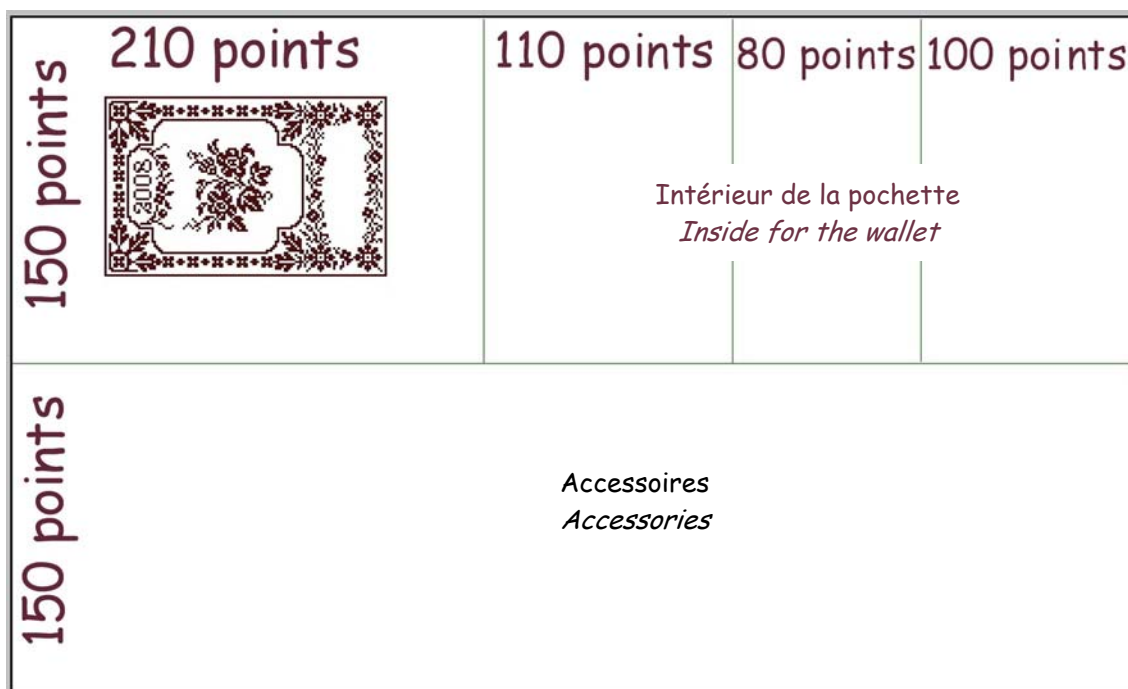 210 points
110 points
80 points
100 points
150 points
2008
Intérieur de la pochette
Inside for the wallet
150 points
Accessoires
Accessories